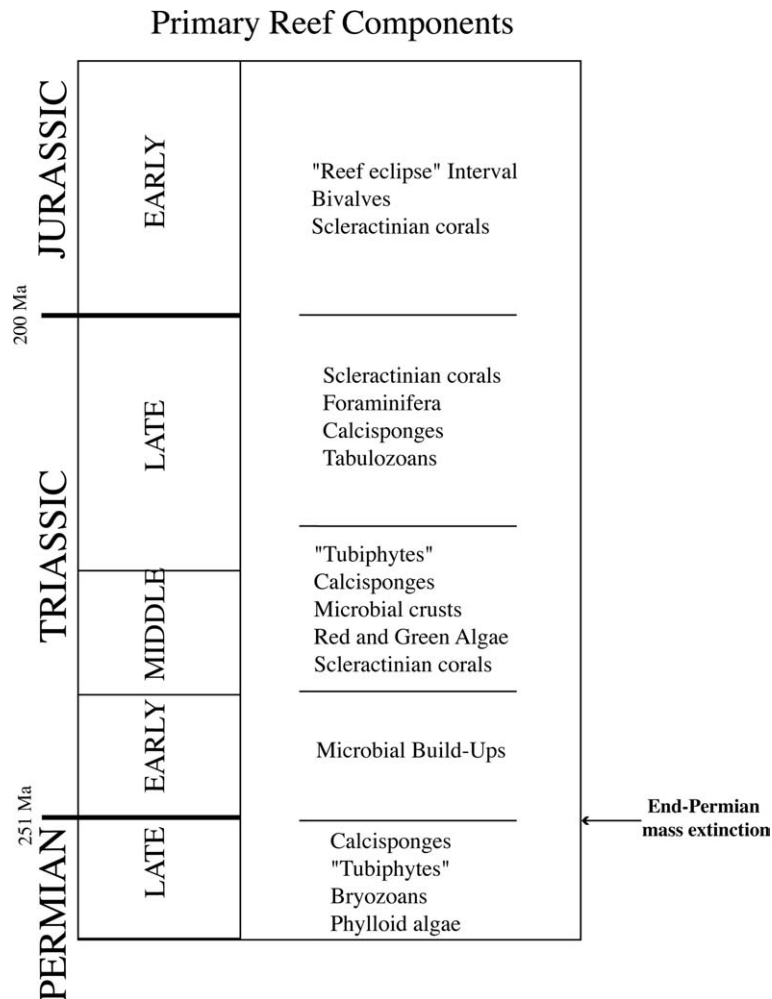 Primary Reef Components
JURASSIC
EARLY
"Reef eclipse" Interval
Bivalves
Scleractinian corals
200 Ma
TRIASSIC
LATE
Scleractinian corals
Foraminifera
Calcisponges
Tabulozoans
MIDDLE
"Tubiphytes"
Calcisponges
Microbial crusts
Red and Green Algae
Scleractinian corals
EARLY
Microbial Build-Ups
251 Ma
End-Permian
mass extinction
PERMIAN
LATE
Calcisponges
"Tubiphytes"
Bryozoans
Phylloid algae